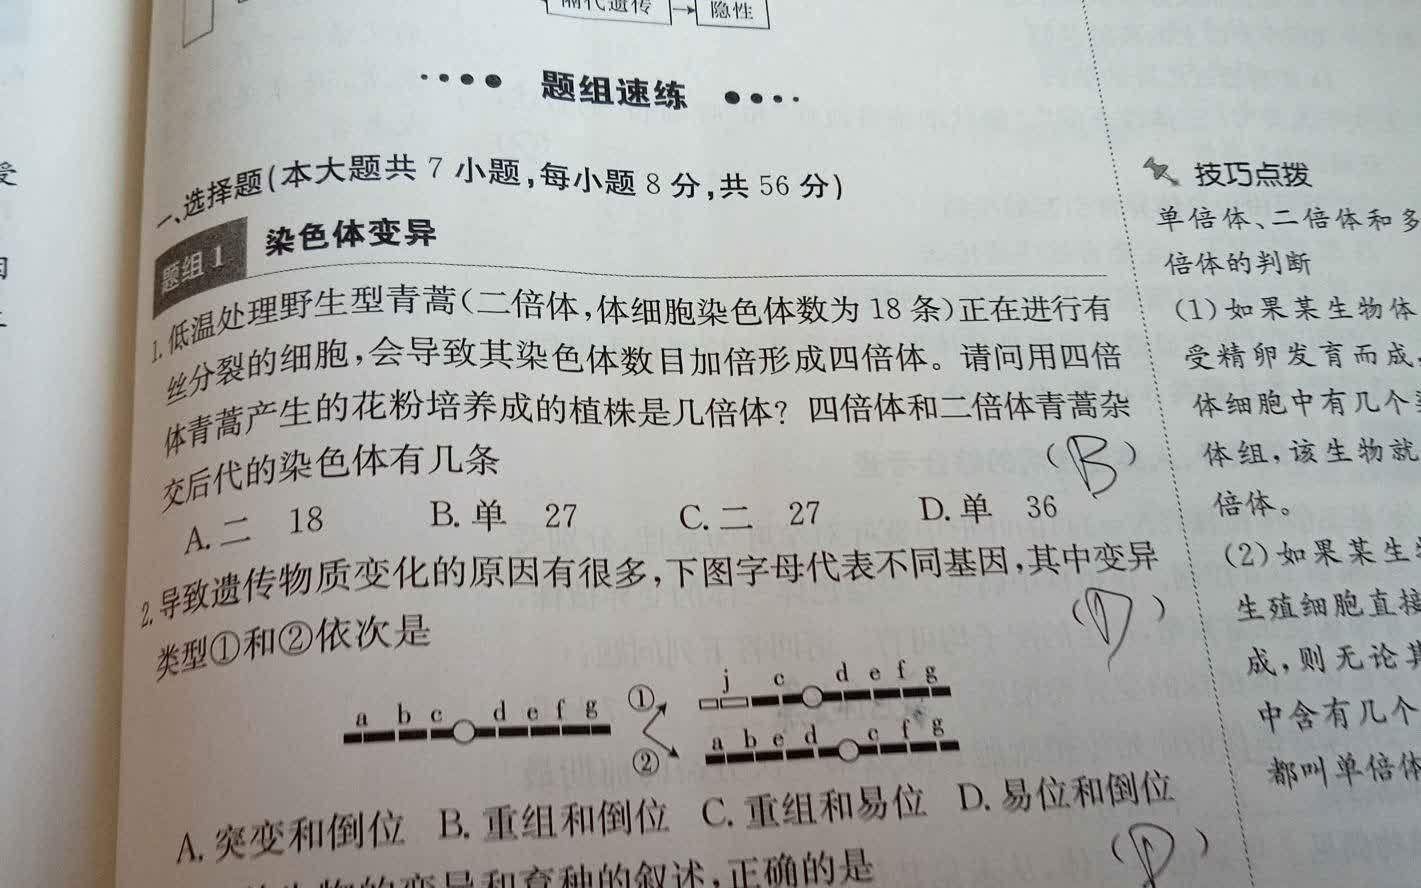 两代遗传 → 隐性
题组速练
一、选择题(本大题共 7 小题,每小题 8 分,共 56 分)
题组 1 染色体变异
1. 低温处理野生型青蒿(二倍体,体细胞染色体数为 18 条)正在进行有
丝分裂的细胞,会导致其染色体数目加倍形成四倍体。请问用四倍
体青蒿产生的花粉培养成的植株是几倍体? 四倍体和二倍体青蒿杂
交后代的染色体有几条 (B)
A. 二 18 B. 单 27 C. 二 27 D. 单 36
2. 导致遗传物质变化的原因有很多,下图字母代表不同基因,其中变异
类型①和②依次是 (D)
a b c d e f g ① j c d e f g
② a b e d c f g
A. 突变和倒位 B. 重组和倒位 C. 重组和易位 D. 易位和倒位
变异和育种的叙述,正确的是 (D)
技巧点拨
单倍体、二倍体和多
倍体的判断
(1)如果某生物体
受精卵发育而成,
体细胞中有几个
体组,该生物就
倍体。
(2)如果某生
生殖细胞直接
成,则无论其
中含有几个
都叫单倍体
受